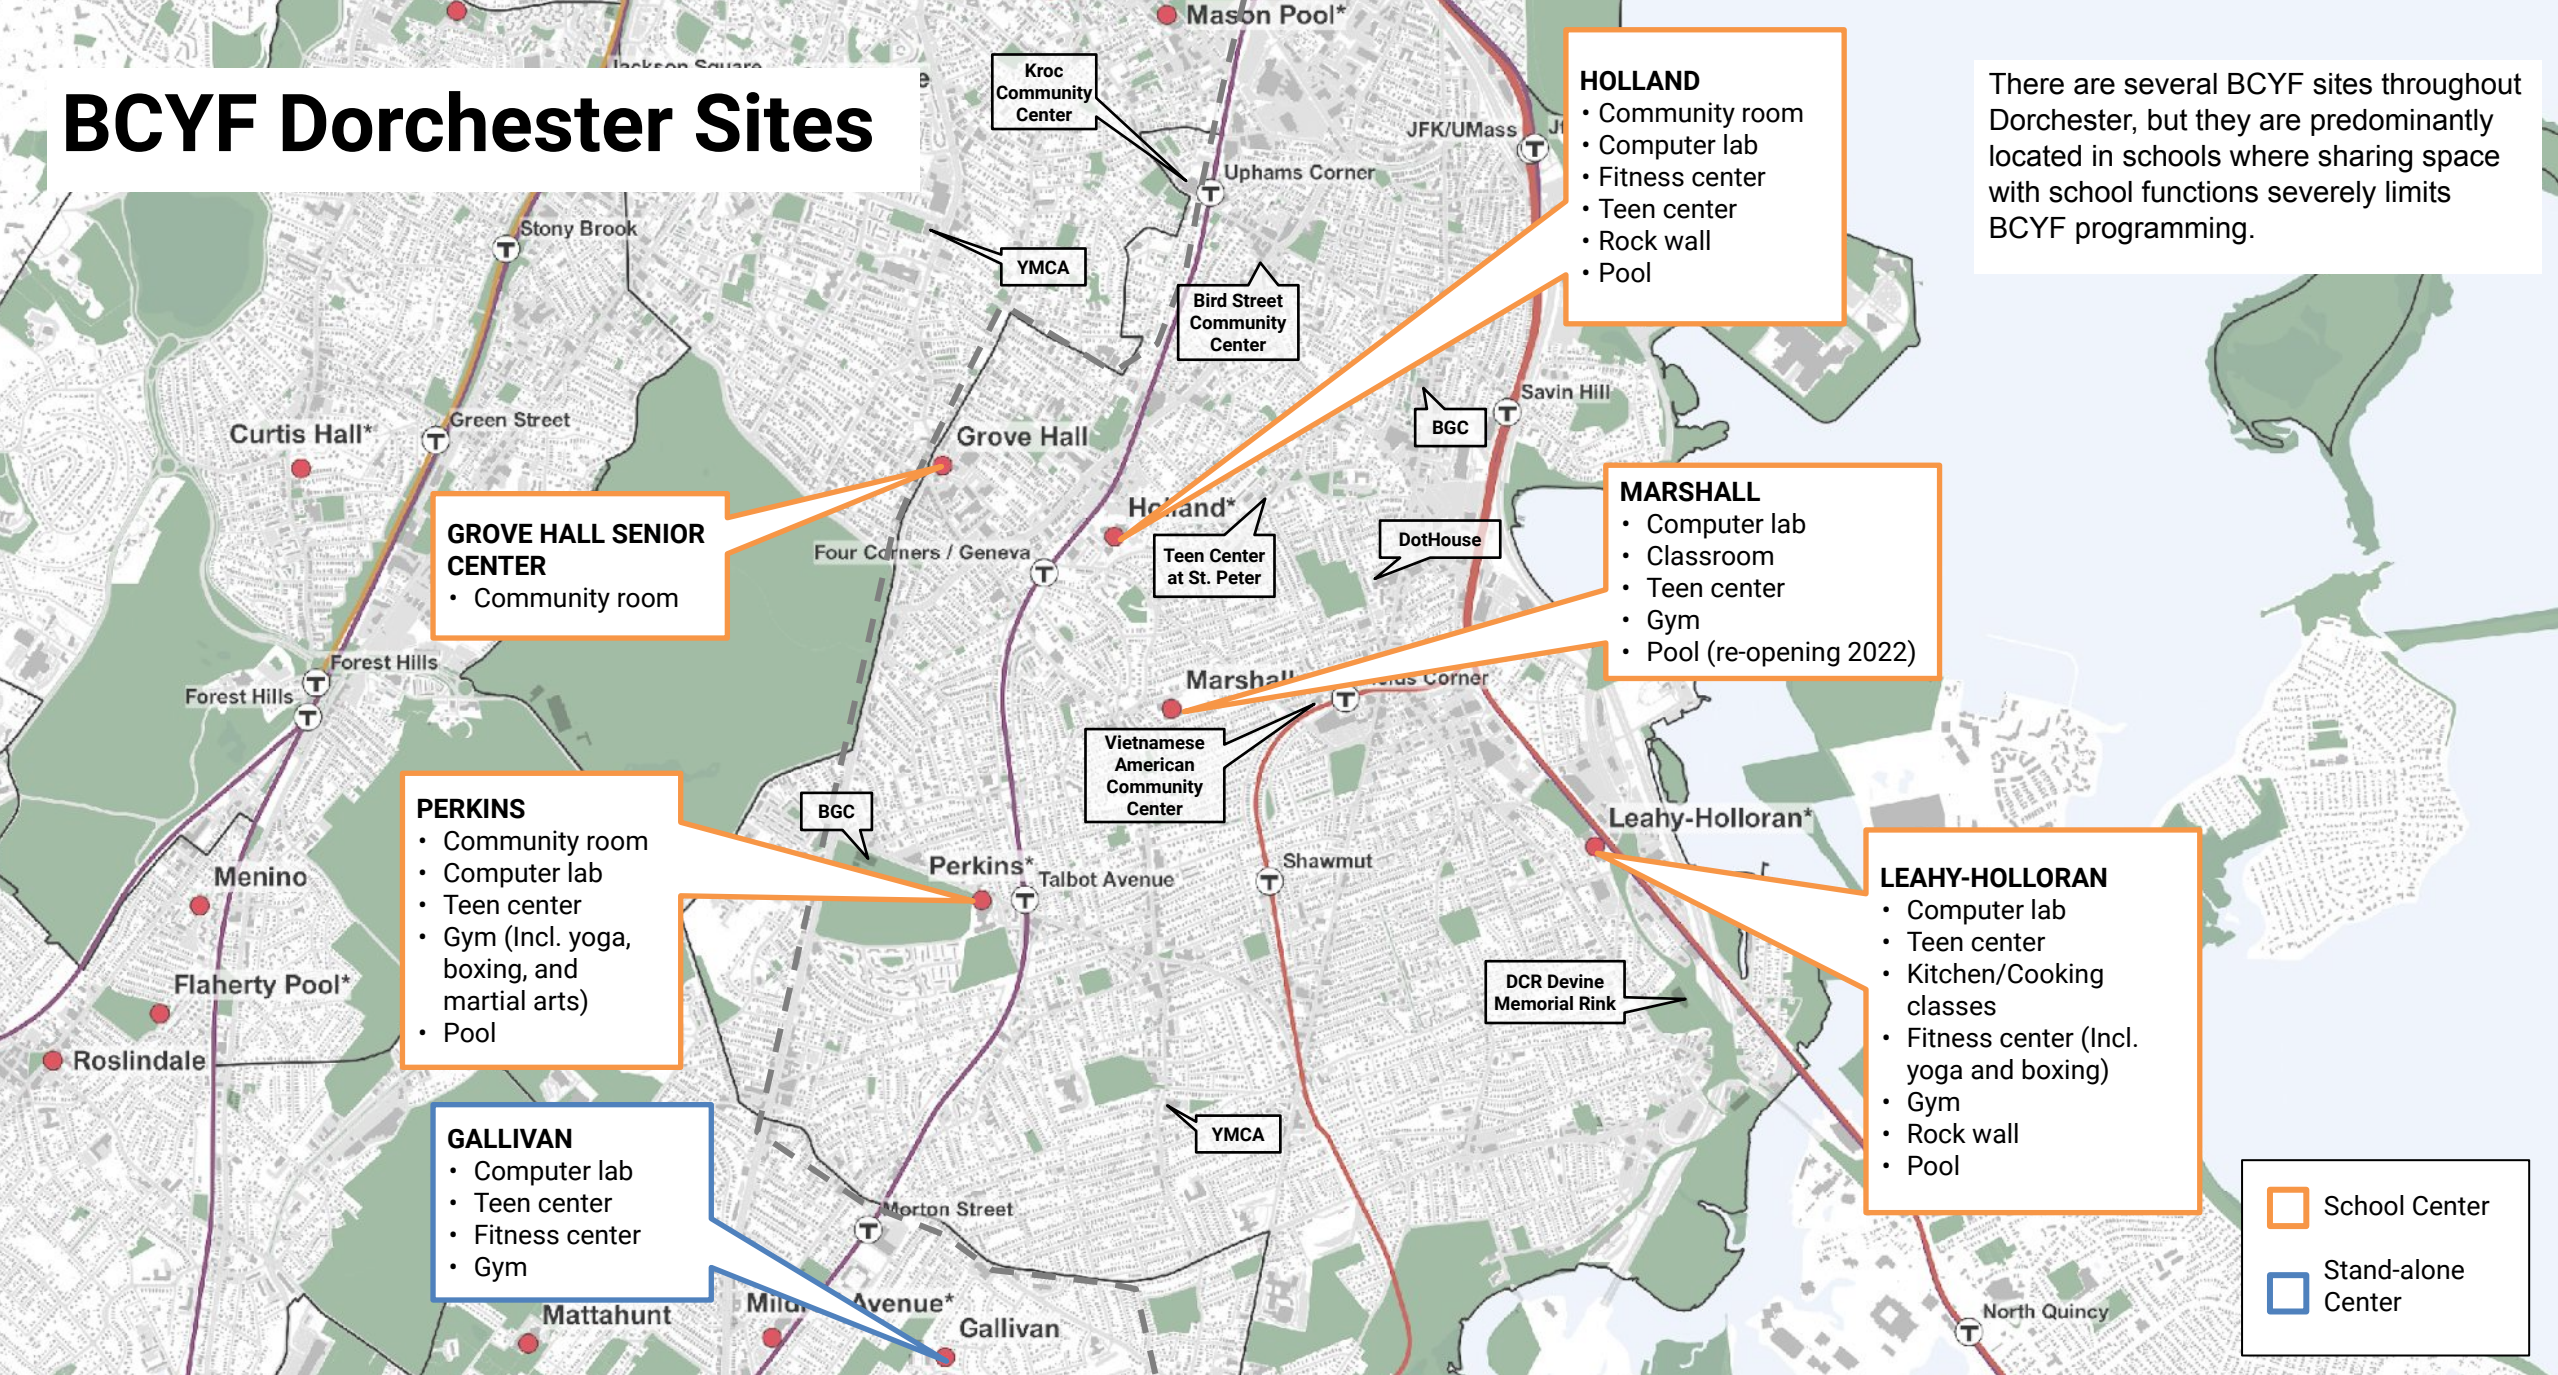 BCYF Dorchester Sites
There are several BCYF sites throughout
Dorchester, but they are predominantly
located in schools where sharing space
with school functions severely limits
BCYF programming.
Mason Pool*
Jackson Square
Kroc
Community
Center
JFK/UMass
Uphams Corner
Stony Brook
YMCA
Bird Street
Community
Center
HOLLAND
• Community room
• Computer lab
• Fitness center
• Teen center
• Rock wall
• Pool
Savin Hill
BGC
Green Street
Curtis Hall*
Grove Hall
GROVE HALL SENIOR
CENTER
• Community room
Holland*
Four Corners / Geneva
Teen Center
at St. Peter
DotHouse
MARSHALL
• Computer lab
• Classroom
• Teen center
• Gym
• Pool (re-opening 2022)
Forest Hills
Forest Hills
Marshall
Corner
Vietnamese
American
Community
Center
BGC
PERKINS
• Community room
• Computer lab
• Teen center
• Gym (Incl. yoga,
boxing, and
martial arts)
• Pool
Perkins*
Talbot Avenue
Shawmut
Leahy-Holloran*
LEAHY-HOLLORAN
• Computer lab
• Teen center
• Kitchen/Cooking
classes
• Fitness center (Incl.
yoga and boxing)
• Gym
• Rock wall
• Pool
Menino
Flaherty Pool*
Roslindale
DCR Devine
Memorial Rink
YMCA
GALLIVAN
• Computer lab
• Teen center
• Fitness center
• Gym
Morton Street
Mattahunt
Avenue*
Gallivan
North Quincy
School Center
Stand-alone
Center
T
T
T
T
T
T
T
T
T
T
T
T
T
T